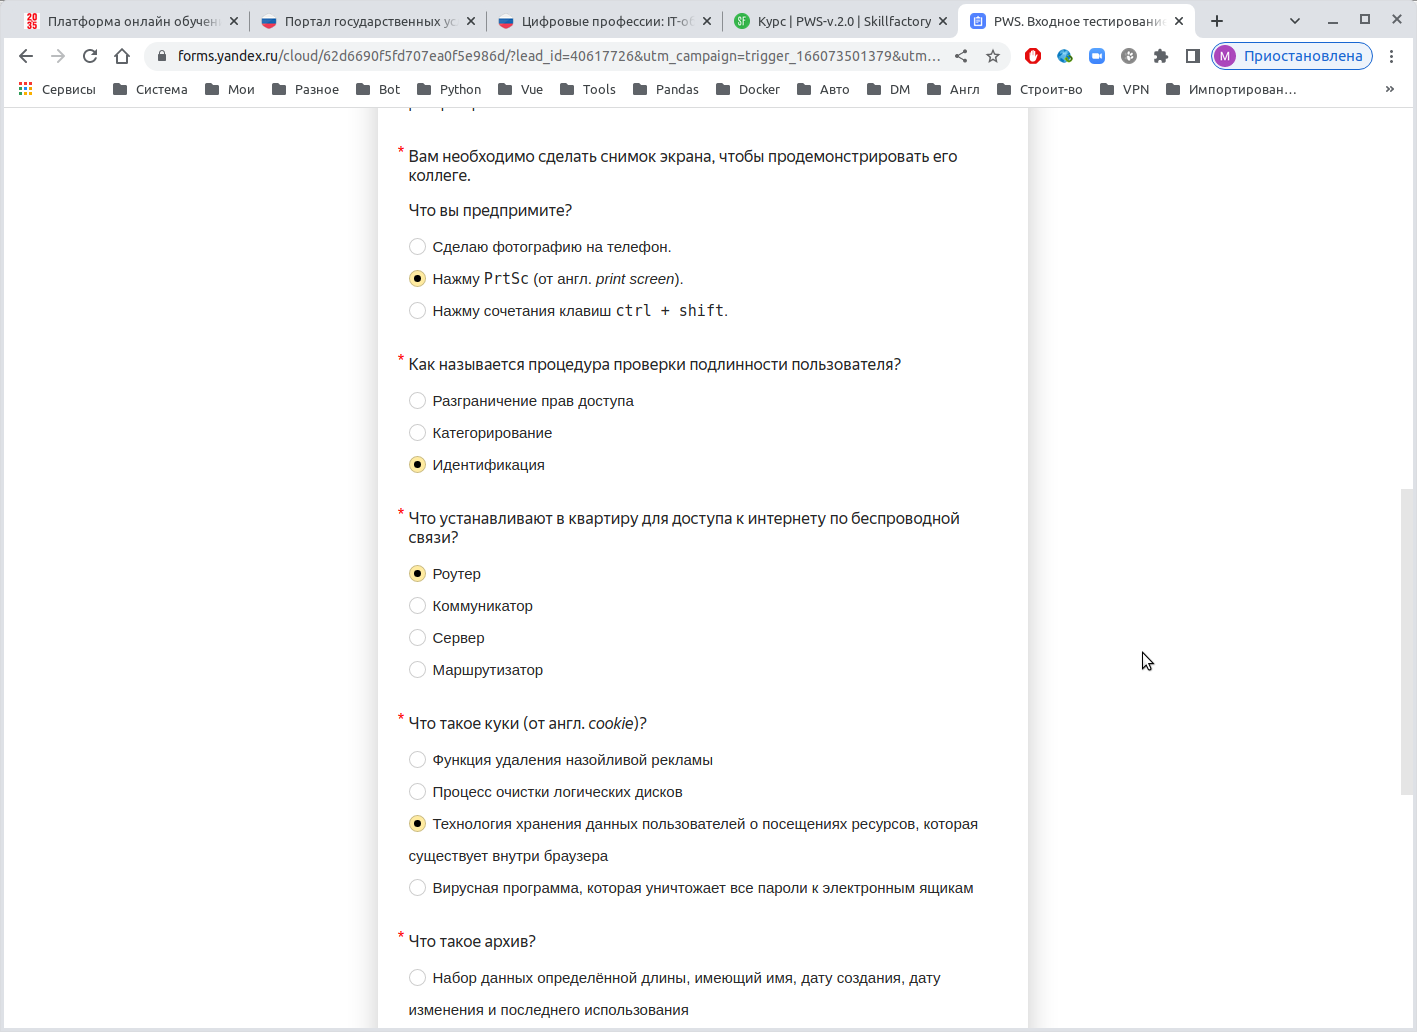 Платформа онлайн обучен
Портал государственных ус
Цифровые профессии: IT-об
Курс | PWS-v.2.0 | Skillfactory
PWS. Входное тестировани
forms.yandex.ru/cloud/62d6690f5fd707ea0f5e986d/?lead_id=40617726&utm_campaign=trigger_166073501379&utm...
М Приостановлена
Сервисы Система Мои Разное Bot Python Vue Tools Pandas Docker Авто DM Англ Строит-во VPN Импортирован... »
* Вам необходимо сделать снимок экрана, чтобы продемонстрировать его
коллеге.
Что вы предпримите?
Сделаю фотографию на телефон.
Нажму PrtSc (от англ. print screen).
Нажму сочетания клавиш ctrl + shift.
* Как называется процедура проверки подлинности пользователя?
Разграничение прав доступа
Категорирование
Идентификация
* Что устанавливают в квартиру для доступа к интернету по беспроводной
связи?
Роутер
Коммуникатор
Сервер
Маршрутизатор
* Что такое куки (от англ. cookie)?
Функция удаления назойливой рекламы
Процесс очистки логических дисков
Технология хранения данных пользователей о посещениях ресурсов, которая
существует внутри браузера
Вирусная программа, которая уничтожает все пароли к электронным ящикам
* Что такое архив?
Набор данных определённой длины, имеющий имя, дату создания, дату
изменения и последнего использования